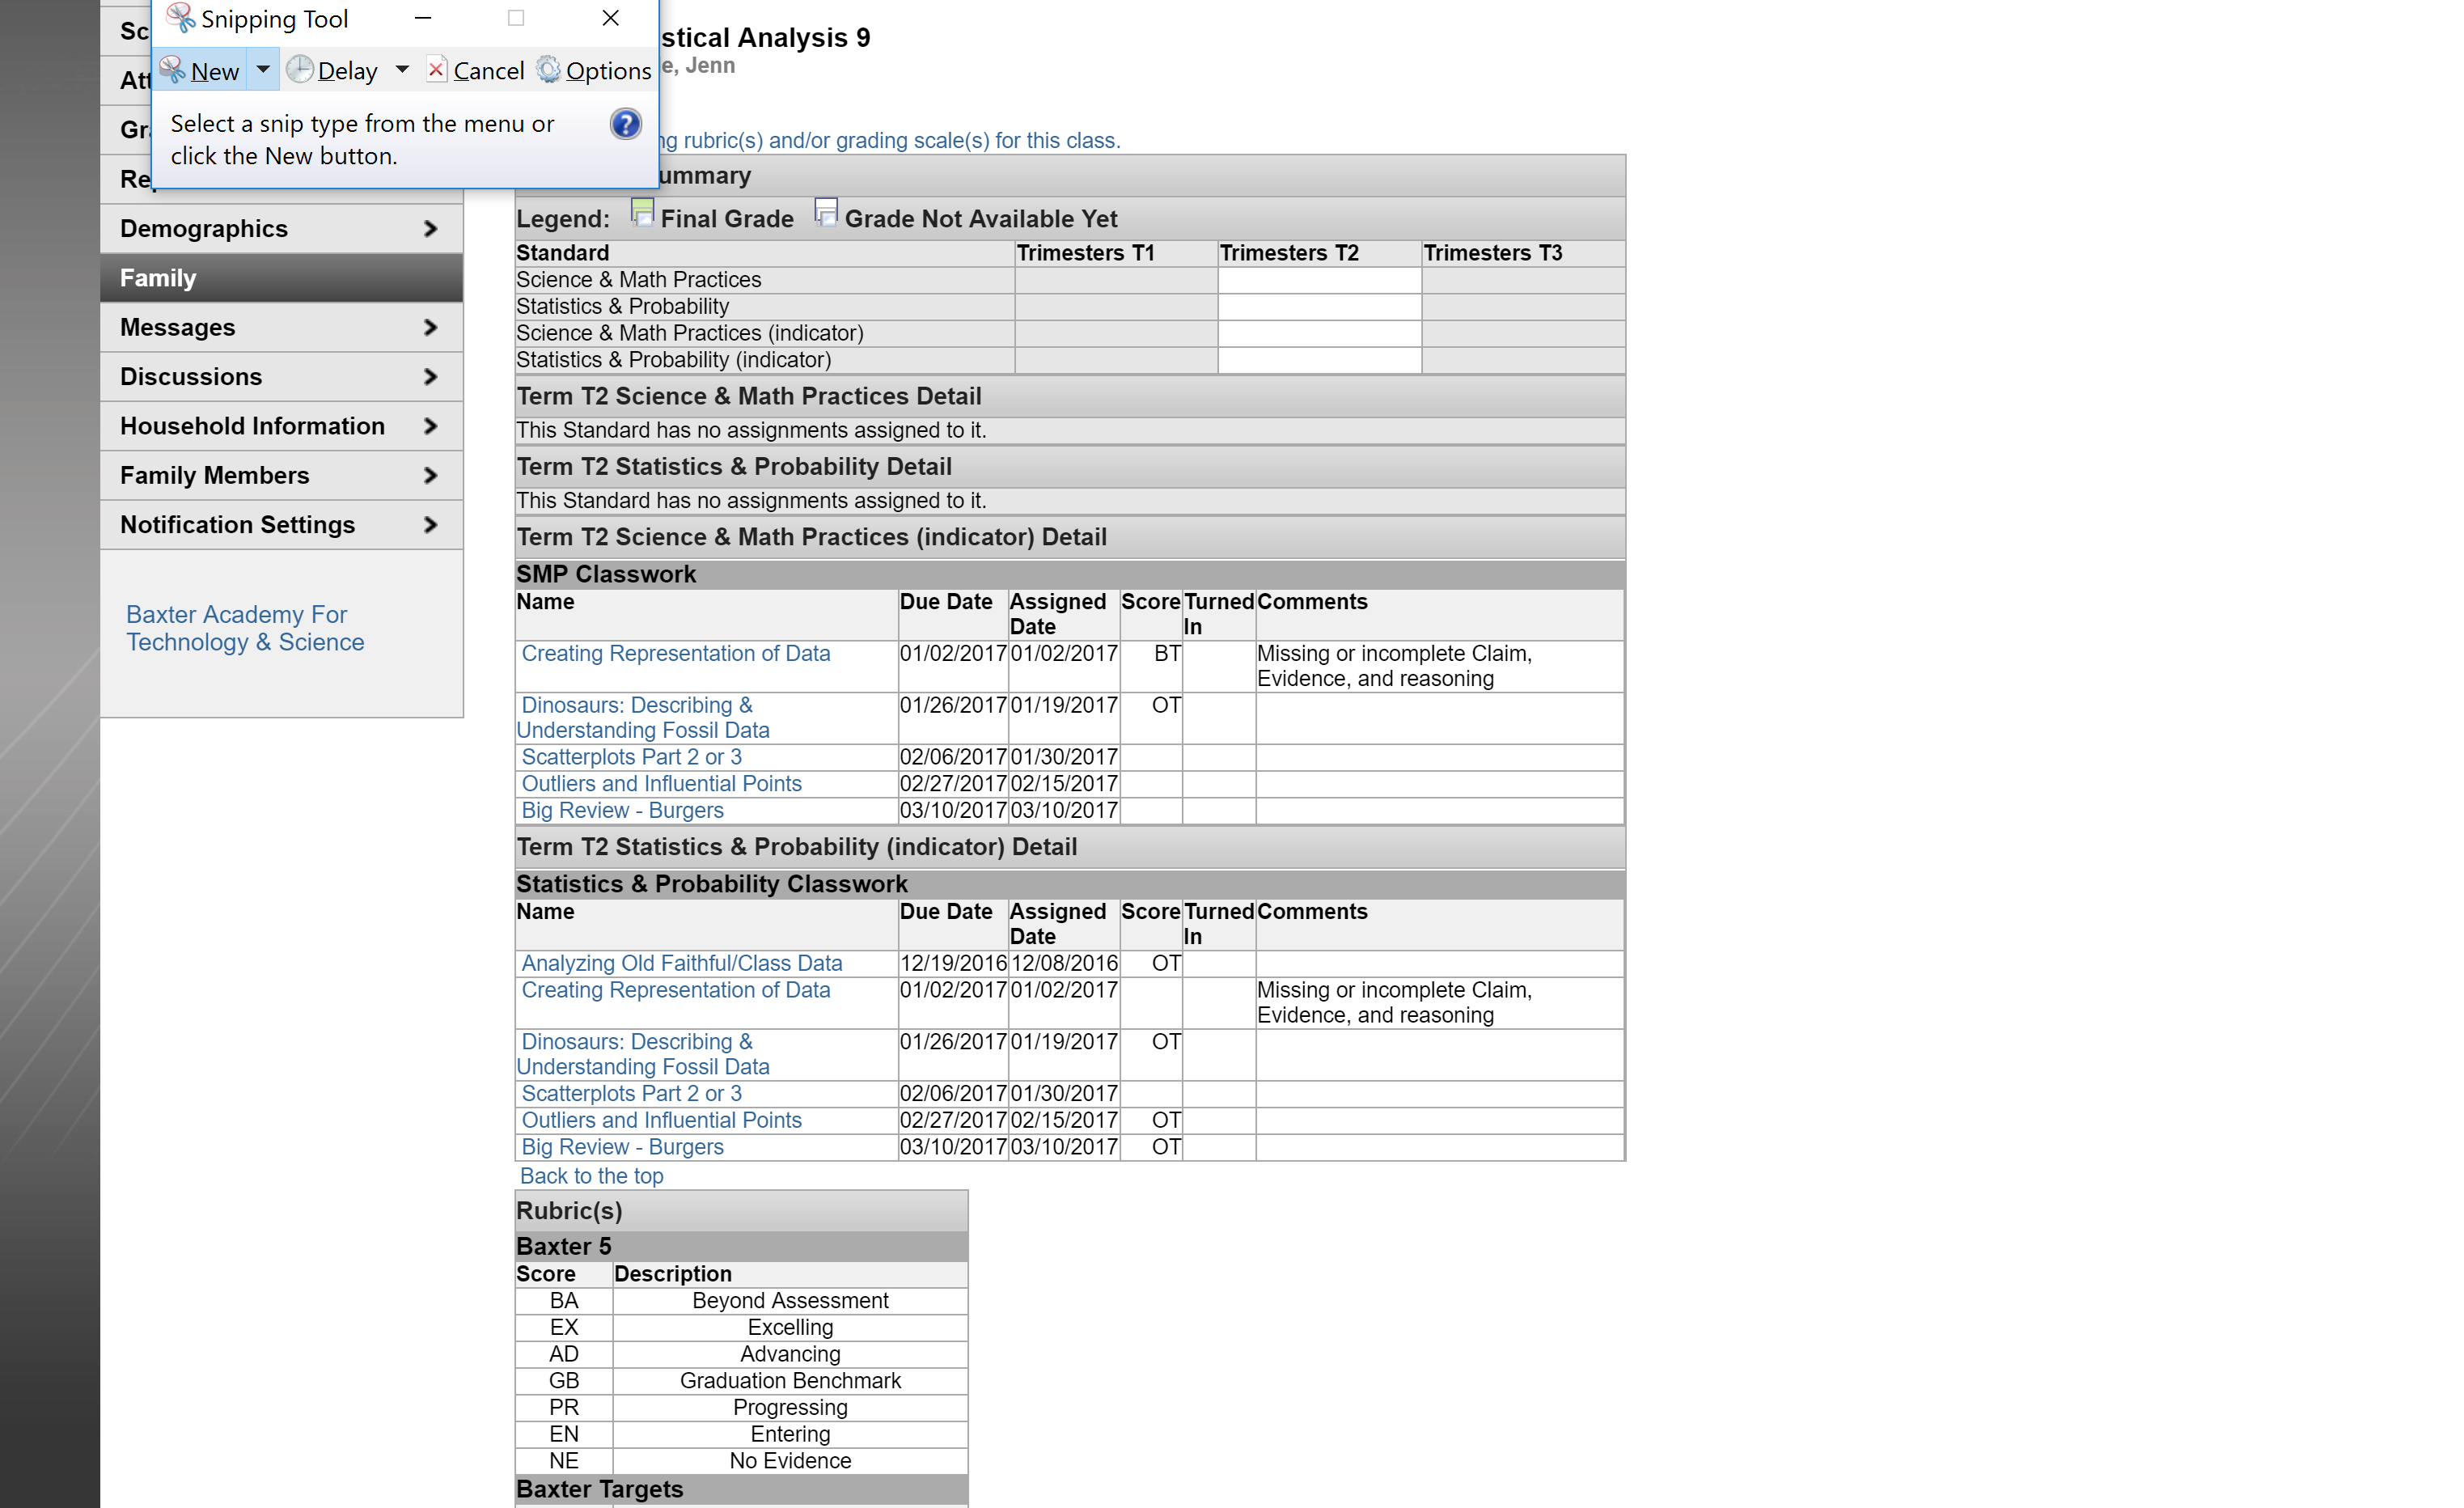 Snipping Tool
New Delay Cancel Options
Select a snip type from the menu or
click the New button.
Sc
Att
Gr
Demographics
Family
Messages
Discussions
Household Information
Family Members
Notification Settings
Baxter Academy For
Technology & Science
stical Analysis 9
e, Jenn
ng rubric(s) and/or grading scale(s) for this class.
ummary
Legend: Final Grade Grade Not Available Yet
Standard Trimesters T1 Trimesters T2 Trimesters T3
Science & Math Practices
Statistics & Probability
Science & Math Practices (indicator)
Statistics & Probability (indicator)
Term T2 Science & Math Practices Detail
This Standard has no assignments assigned to it.
Term T2 Statistics & Probability Detail
This Standard has no assignments assigned to it.
Term T2 Science & Math Practices (indicator) Detail
SMP Classwork
Name Due Date Assigned Date Score Turned In Comments
Creating Representation of Data 01/02/2017 01/02/2017 BT Missing or incomplete Claim,
Evidence, and reasoning
Dinosaurs: Describing & 01/26/2017 01/19/2017 OT
Understanding Fossil Data
Scatterplots Part 2 or 3 02/06/2017 01/30/2017
Outliers and Influential Points 02/27/2017 02/15/2017
Big Review - Burgers 03/10/2017 03/10/2017
Term T2 Statistics & Probability (indicator) Detail
Statistics & Probability Classwork
Name Due Date Assigned Date Score Turned In Comments
Analyzing Old Faithful/Class Data 12/19/2016 12/08/2016 OT
Creating Representation of Data 01/02/2017 01/02/2017 Missing or incomplete Claim,
Evidence, and reasoning
Dinosaurs: Describing & 01/26/2017 01/19/2017 OT
Understanding Fossil Data
Scatterplots Part 2 or 3 02/06/2017 01/30/2017
Outliers and Influential Points 02/27/2017 02/15/2017 OT
Big Review - Burgers 03/10/2017 03/10/2017 OT
Back to the top
Rubric(s)
Baxter 5
Score Description
BA Beyond Assessment
EX Excelling
AD Advancing
GB Graduation Benchmark
PR Progressing
EN Entering
NE No Evidence
Baxter Targets